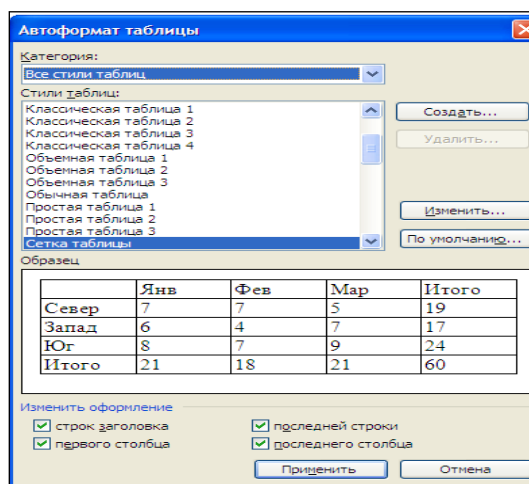 Автоформат таблицы
Категория:
Все стили таблиц
Стили таблиц:
Классическая таблица 1
Классическая таблица 2
Классическая таблица 3
Классическая таблица 4
Объемная таблица 1
Объемная таблица 2
Объемная таблица 3
Обычная таблица
Простая таблица 1
Простая таблица 2
Простая таблица 3
Сетка таблицы
Создать...
Удалить...
Изменить...
По умолчанию...
Образец
Янв Фев Мар Итого
Север 7 7 5 19
Запад 6 4 7 17
Юг 8 7 9 24
Итого 21 18 21 60
Изменить оформление
строк заголовка последней строки
первого столбца последнего столбца
Применить Отмена